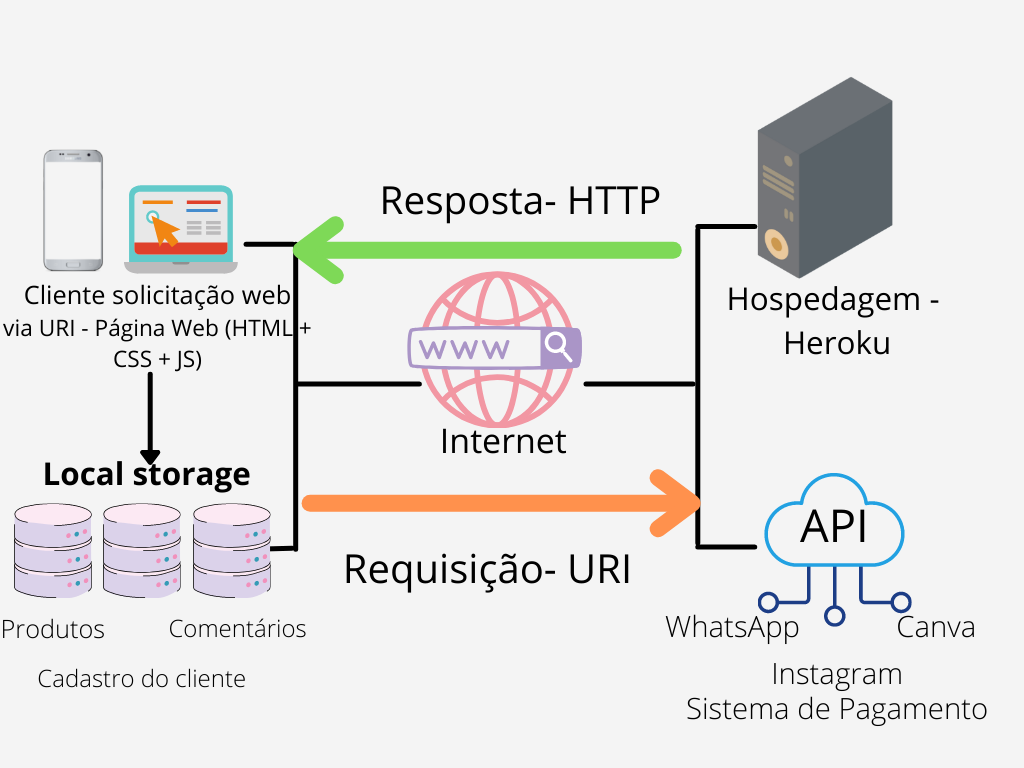 Resposta- HTTP
Cliente solicitação web
via URI - Página Web (HTML +
CSS + JS)
WWW
Internet
Hospedagem -
Heroku
Local storage
Produtos
Comentários
Cadastro do cliente
Requisição- URI
API
WhatsApp
Canva
Instagram
Sistema de Pagamento